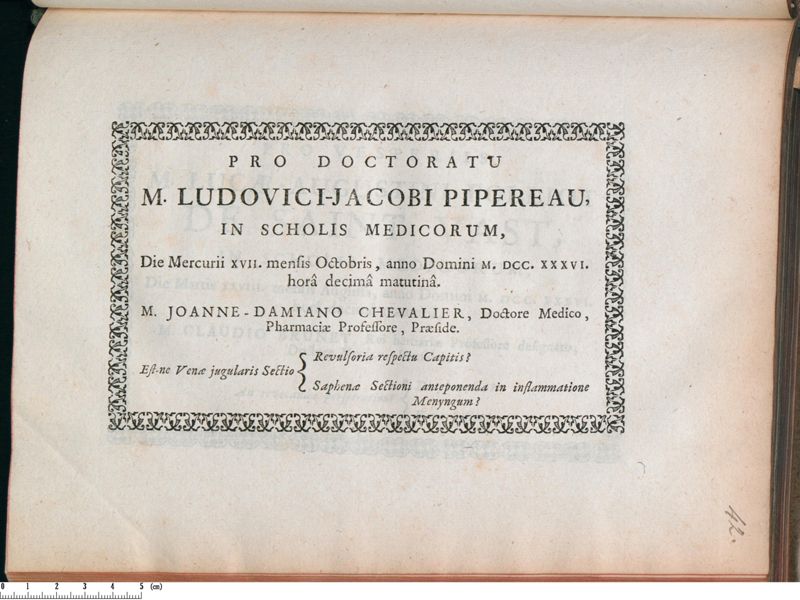 PRO DOCTORATU
M. LUDOVICI-JACOBI PIPEREAU,
IN SCHOLIS MEDICORUM,
Die Mercurii XVII. mensis Octobris, anno Domini M. DCC. XXXVI.
horâ decimâ matutinâ.
M. JOANNE-DAMIANO CHEVALIER, Doctore Medico,
Pharmaciæ Professore, Præside.
Est-ne Venæ jugularis Sectio { Revulsoria respectu Capitis?
Saphenæ Sectioni anteponenda in inflammatione
Menyngum?
42.
0 1 2 3 4 5 (cm)